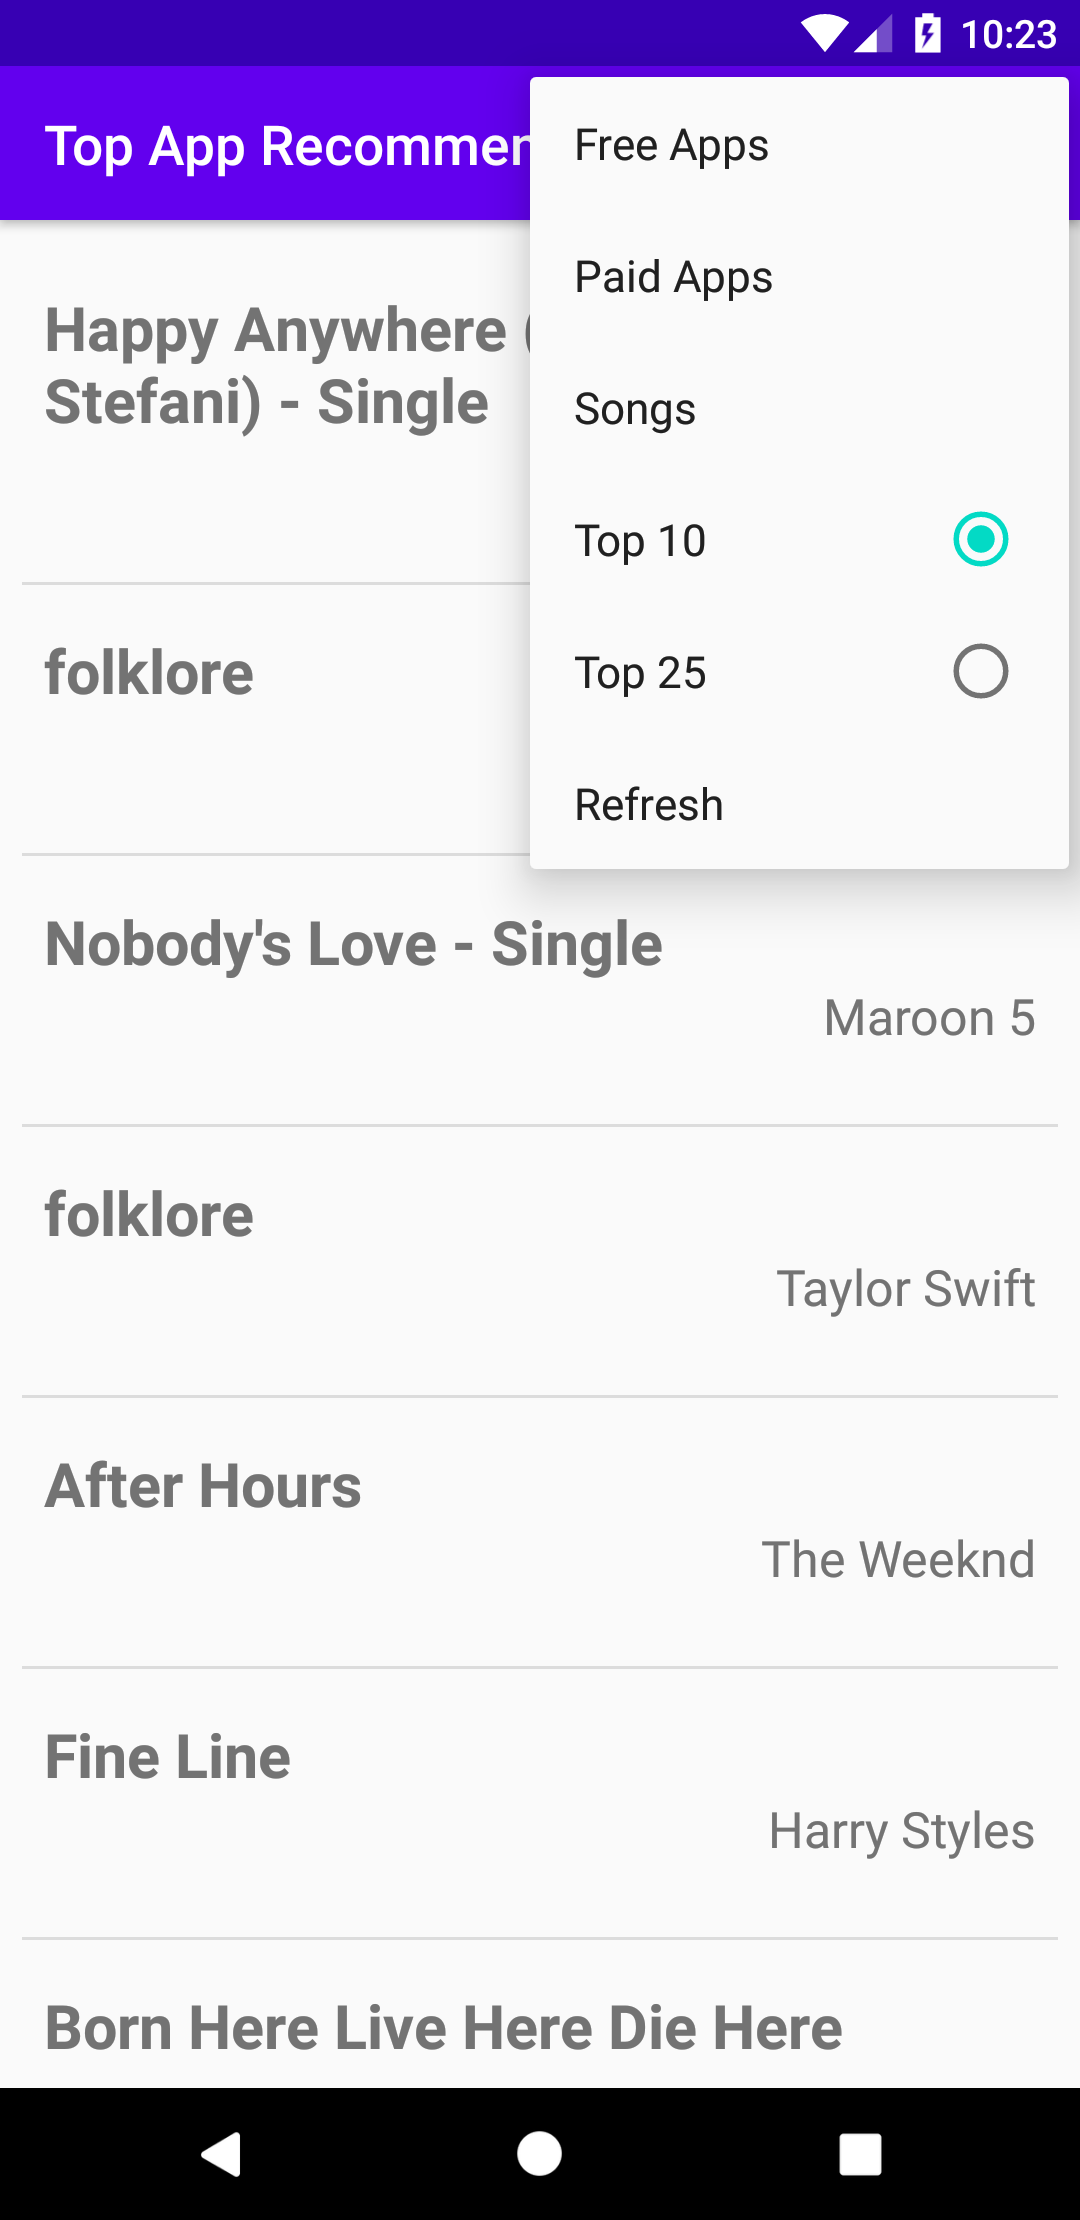 10:23
Top App Recommen
Free Apps
Paid Apps
Songs
Top 10
Top 25
Refresh
Happy Anywhere (
Stefani) - Single
folklore
Nobody's Love - Single
Maroon 5
folklore
Taylor Swift
After Hours
The Weeknd
Fine Line
Harry Styles
Born Here Live Here Die Here